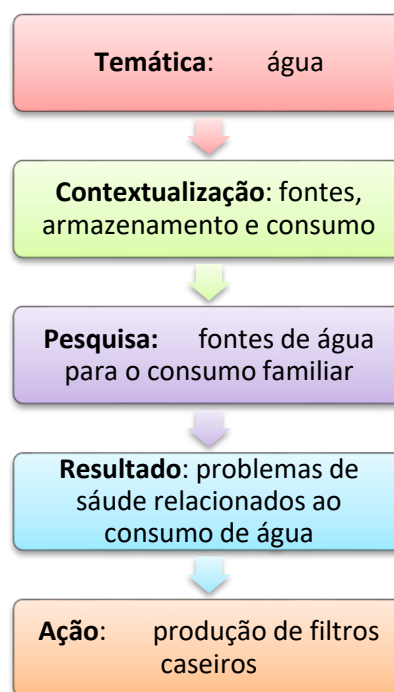 Temática: água
Contextualização: fontes,
armazenamento e consumo
Pesquisa: fontes de água
para o consumo familiar
Resultado: problemas de
sáude relacionados ao
consumo de água
Ação: produção de filtros
caseiros